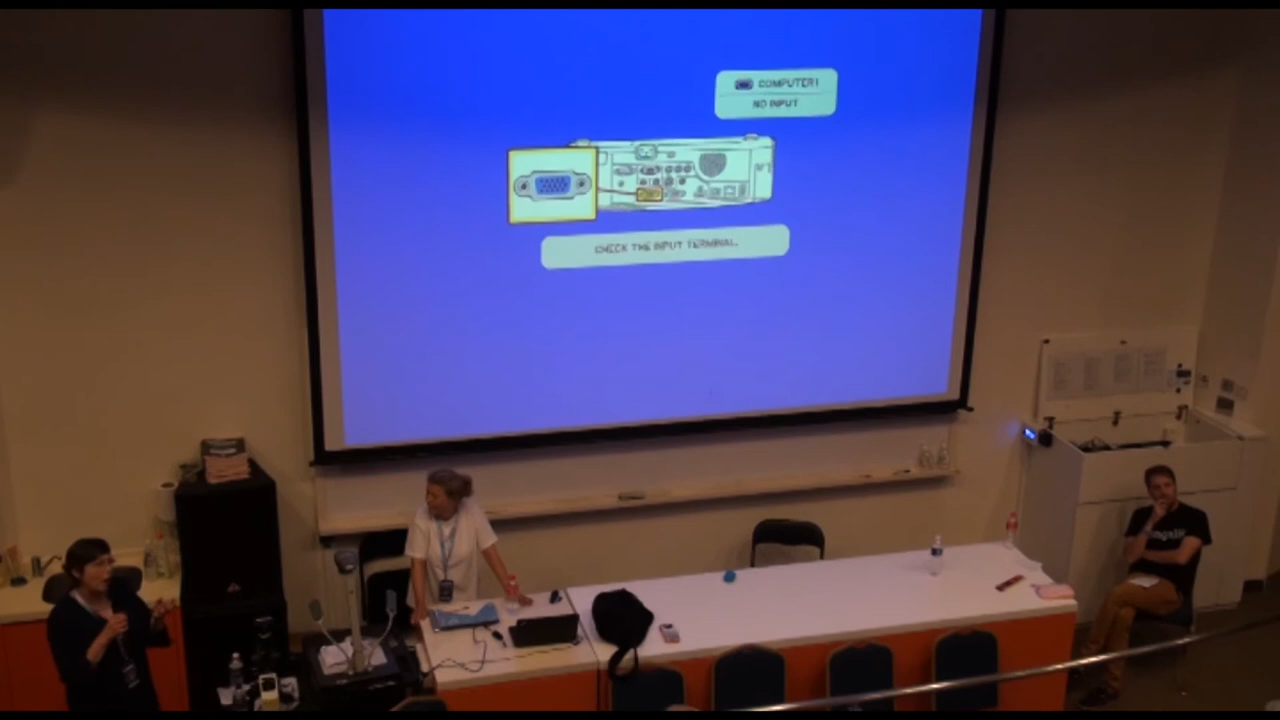 COMPUTER1
NO INPUT
CHECK THE INPUT TERMINAL.